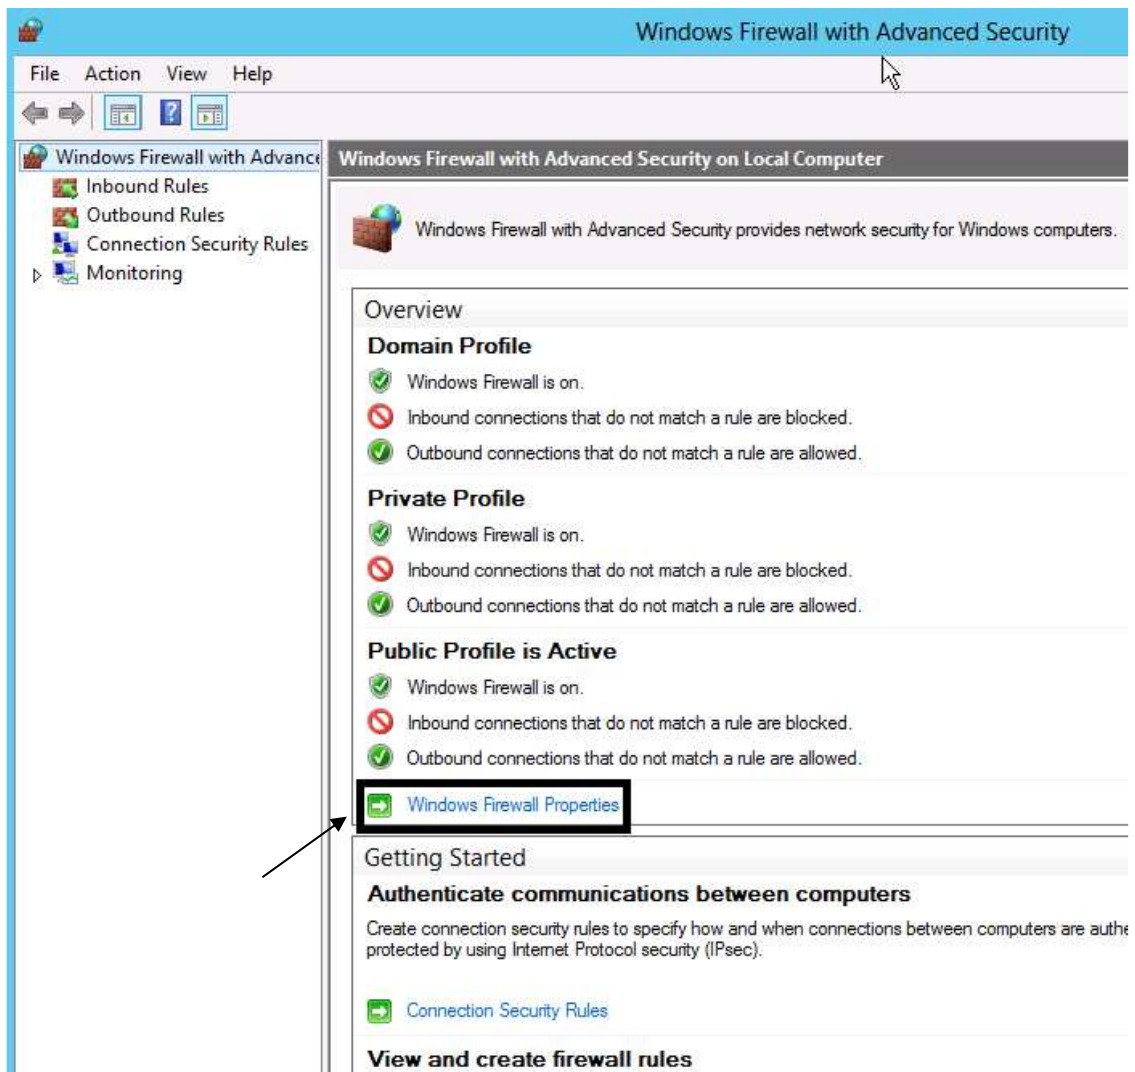 Windows Firewall with Advanced Security
File Action View Help
Windows Firewall with Advance
Inbound Rules
Outbound Rules
Connection Security Rules
Monitoring
Windows Firewall with Advanced Security on Local Computer
Windows Firewall with Advanced Security provides network security for Windows computers.
Overview
Domain Profile
Windows Firewall is on.
Inbound connections that do not match a rule are blocked.
Outbound connections that do not match a rule are allowed.
Private Profile
Windows Firewall is on.
Inbound connections that do not match a rule are blocked.
Outbound connections that do not match a rule are allowed.
Public Profile is Active
Windows Firewall is on.
Inbound connections that do not match a rule are blocked.
Outbound connections that do not match a rule are allowed.
Windows Firewall Properties
Getting Started
Authenticate communications between computers
Create connection security rules to specify how and when connections between computers are authe
protected by using Internet Protocol security (IPsec).
Connection Security Rules
View and create firewall rules